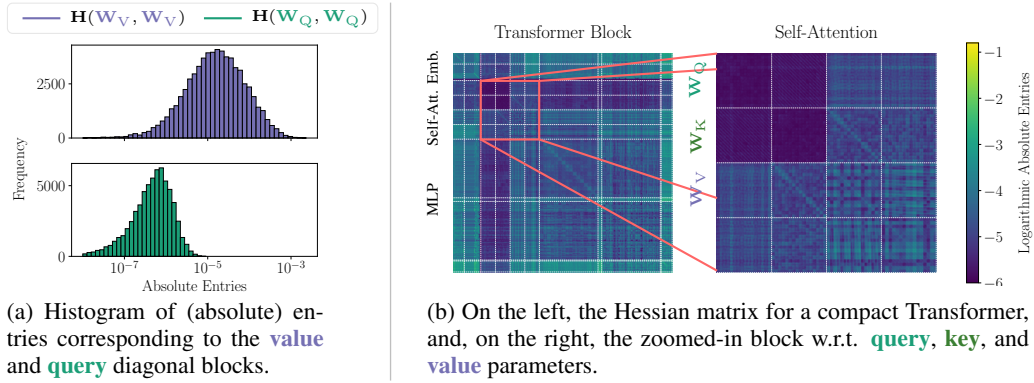 H(W_V, W_V) H(W_Q, W_Q)
2500
0
5000
0
10^−7 10^−5 10^−3
Absolute Entries
Frequency
(a) Histogram of (absolute) en-
tries corresponding to the value
and query diagonal blocks.
Transformer Block
Self-Attention
Emb.
Self-Att.
MLP
W_Q
W_K
W_V
−1
−2
−3
−4
−5
−6
Logarithmic Absolute Entries
(b) On the left, the Hessian matrix for a compact Transformer,
and, on the right, the zoomed-in block w.r.t. query, key, and
value parameters.